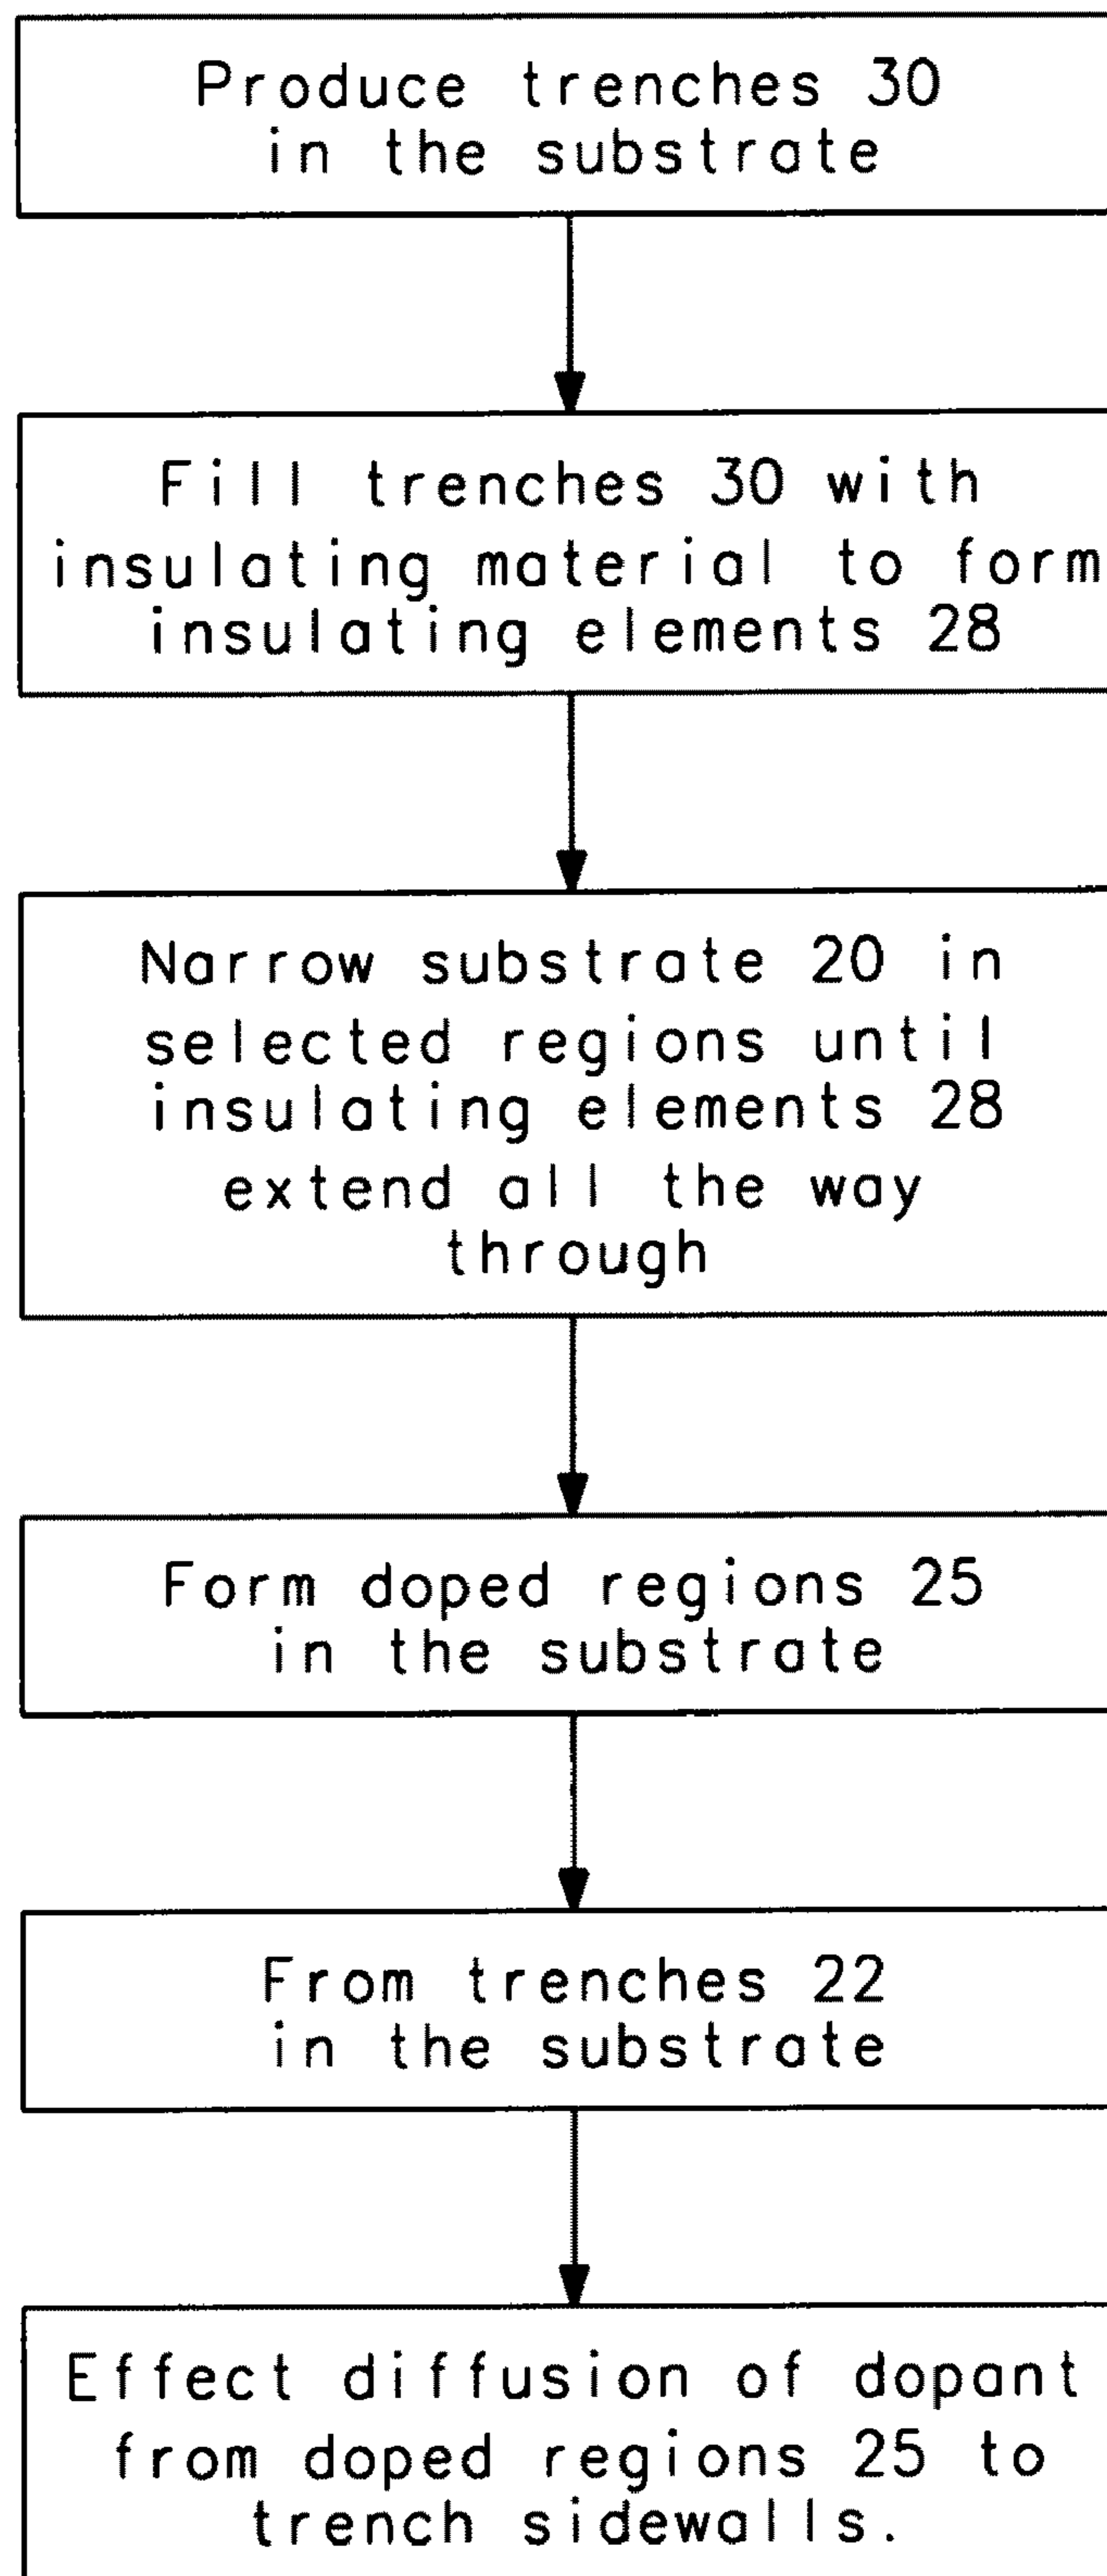 Produce trenches 30
in the substrate
Fill trenches 30 with
insulating material to form
insulating elements 28
Narrow substrate 20 in
selected regions until
insulating elements 28
extend all the way
through
Form doped regions 25
in the substrate
From trenches 22
in the substrate
Effect diffusion of dopant
from doped regions 25 to
trench sidewalls.